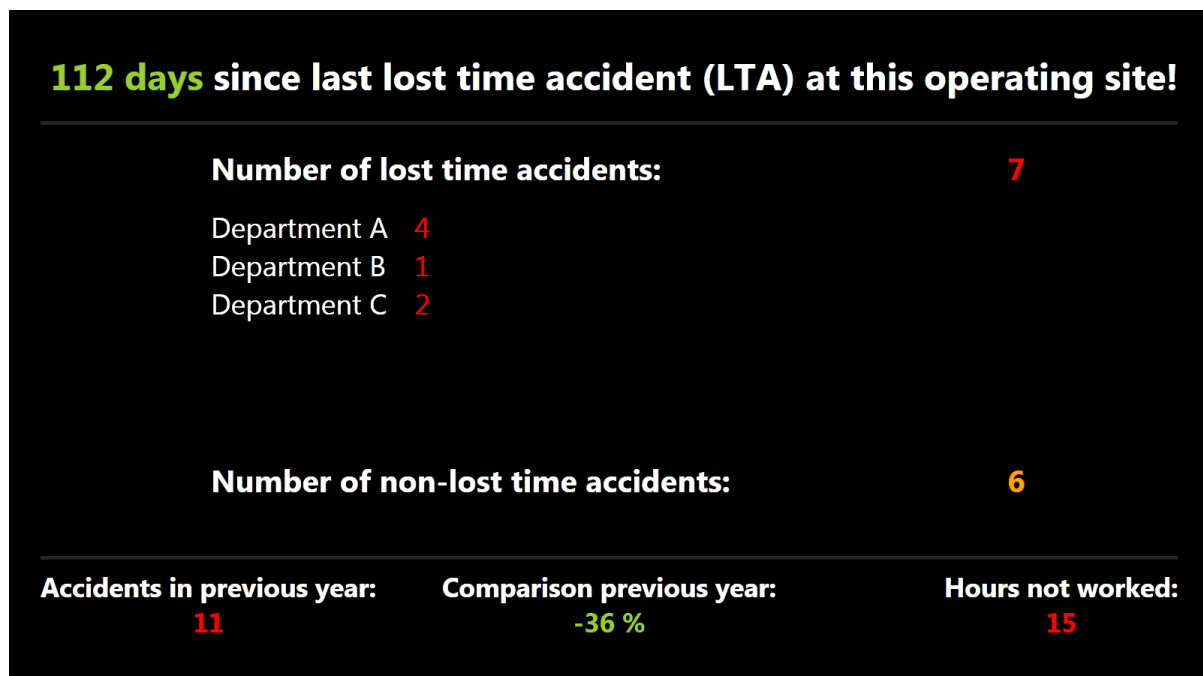 112 days since last lost time accident (LTA) at this operating site!
Number of lost time accidents: 7
Department A 4
Department B 1
Department C 2
Number of non-lost time accidents: 6
Accidents in previous year: Comparison previous year: Hours not worked:
11 -36 % 15